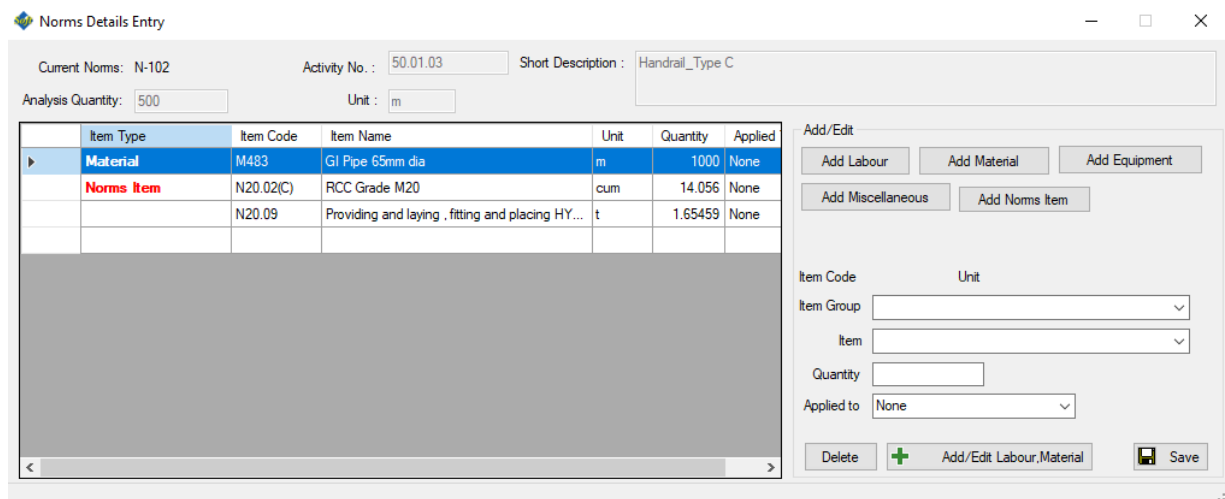 Norms Details Entry
Current Norms: N-102 Activity No. : 50.01.03 Short Description : Handrail_Type C
Analysis Quantity: 500 Unit : m
Item Type Item Code Item Name Unit Quantity Applied
Material M483 GI Pipe 65mm dia m 1000 None
Norms Item N20.02(C) RCC Grade M20 cum 14.056 None
N20.09 Providing and laying , fitting and placing HY... t 1.65459 None
Add/Edit
Add Labour Add Material Add Equipment
Add Miscellaneous Add Norms Item
Item Code Unit
Item Group
Item
Quantity
Applied to None
Delete Add/Edit Labour,Material Save